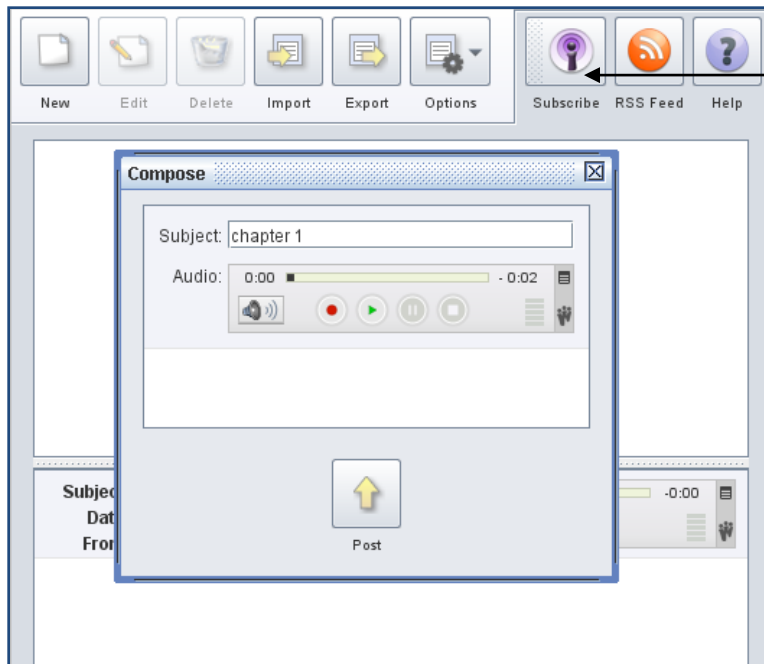 New Edit Delete Import Export Options Subscribe RSS Feed Help
Compose
Subject: chapter 1
Audio: 0:00 - 0:02
Post
Subjec -0:00
Dat
Fror